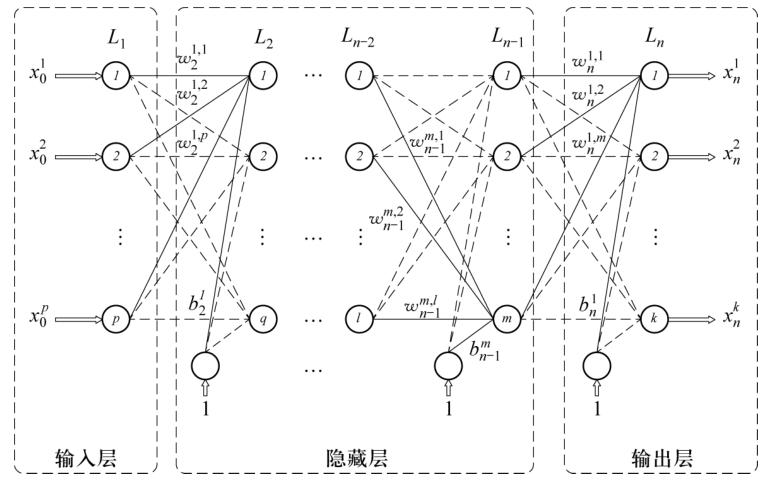 L_1 L_2 L_{n-2} L_{n-1} L_n
x_0^1 1 w_2^{1,1} 1 … 1 1 w_n^{1,1} 1 x_n^1
w_2^{1,2} w_n^{1,2}
w_2^{1,p} w_{n-1}^{m,1} w_n^{1,m}
x_0^2 2 2 … 2 2 2 x_n^2
w_{n-1}^{m,2}
⋮ ⋮ … ⋮ ⋮ ⋮
b_2^l w_{n-1}^{m,l} b_n^1
x_0^p p q … l m k x_n^k
b_{n-1}^m
…
1 1 1
输入层 隐藏层 输出层